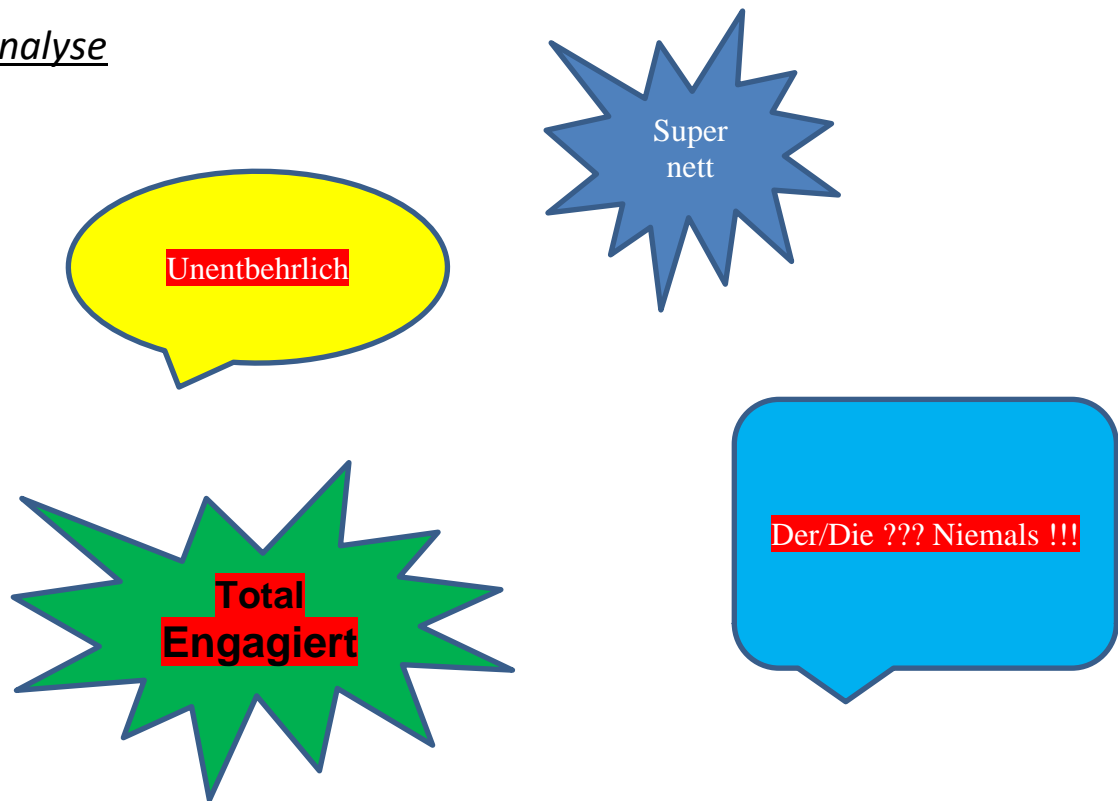 nalyse
Super
nett
Unentbehrlich
Der/Die ??? Niemals !!!
Total
Engagiert